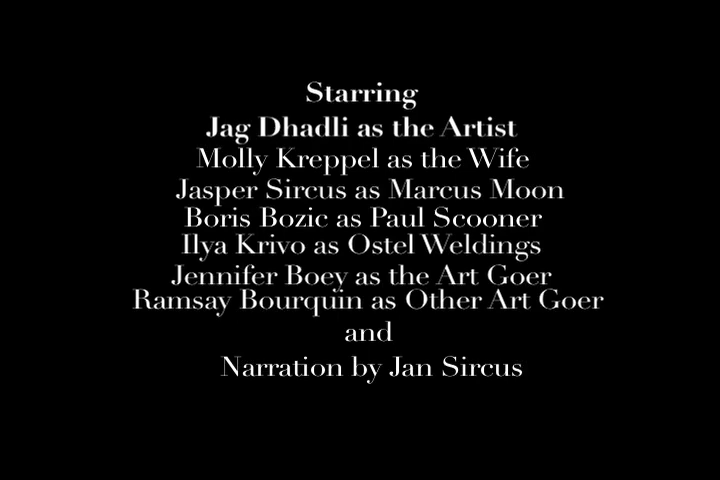 Starring
Jag Dhadli as the Artist
Molly Kreppel as the Wife
Jasper Sircus as Marcus Moon
Boris Bozic as Paul Scooner
Ilya Krivo as Ostel Weldings
Jennifer Boey as the Art Goer
Ramsay Bourquin as Other Art Goer
and
Narration by Jan Sircus